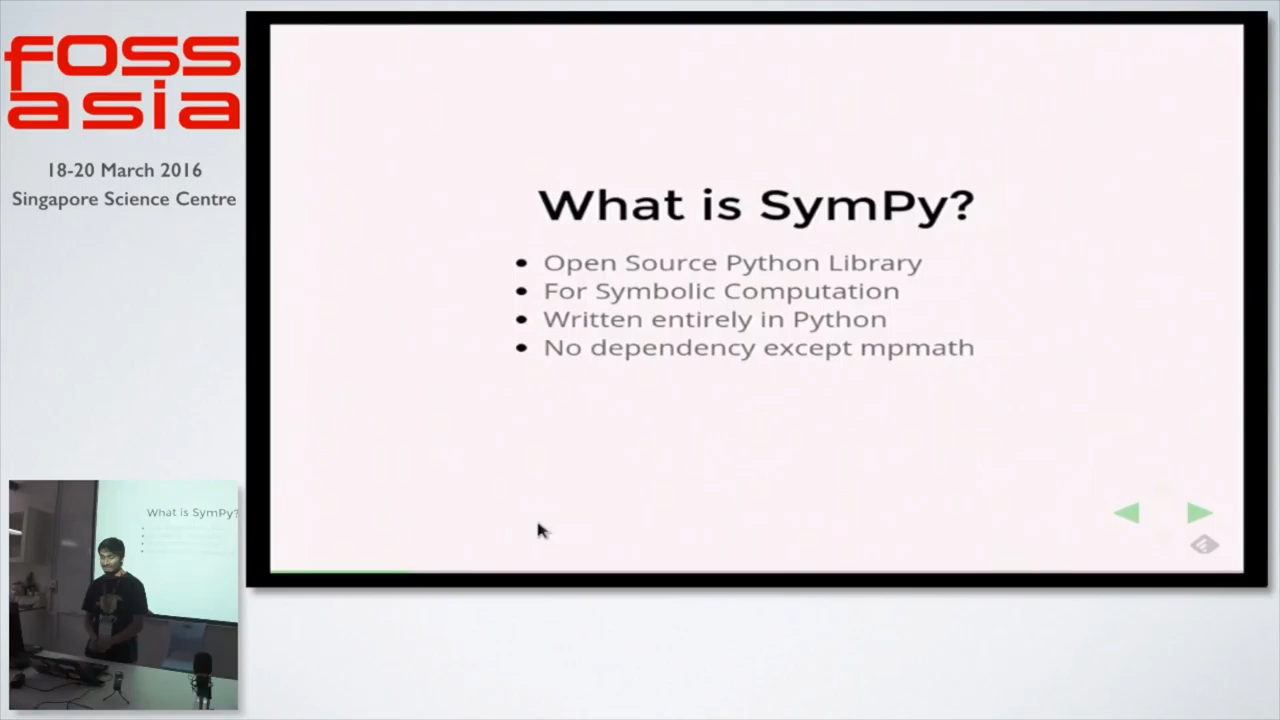 fOSS
asia
18-20 March 2016
Singapore Science Centre
What is SymPy?
Open Source Python Library
For Symbolic Computation
Written entirely in Python
No dependency except mpmath
What is SymPy?